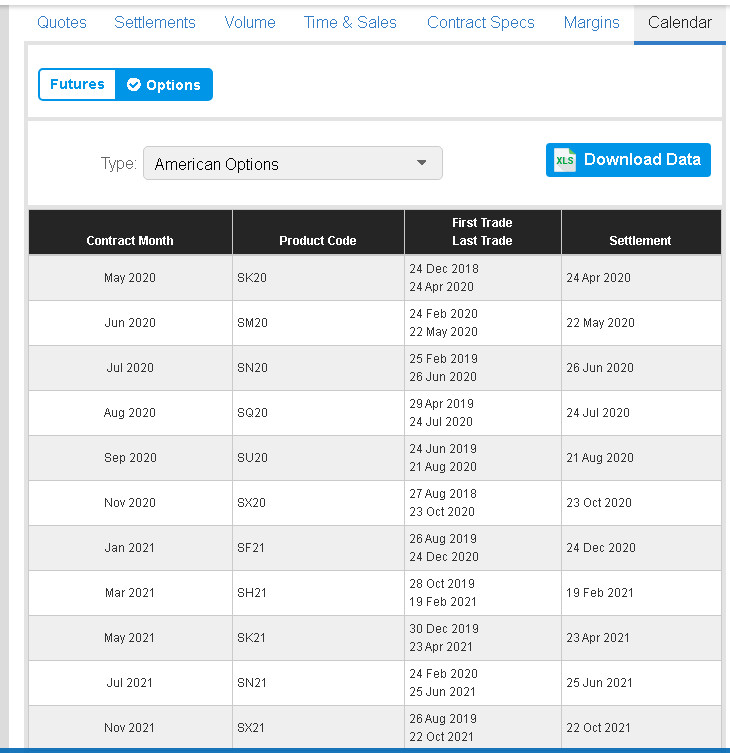 Quotes Settlements Volume Time & Sales Contract Specs Margins Calendar
Futures Options
Type: American Options XLS Download Data
Contract Month Product Code First Trade Last Trade Settlement
May 2020 SK20 24 Dec 2018 24 Apr 2020
24 Apr 2020
Jun 2020 SM20 24 Feb 2020 22 May 2020
22 May 2020
Jul 2020 SN20 25 Feb 2019 26 Jun 2020
26 Jun 2020
Aug 2020 SQ20 29 Apr 2019 24 Jul 2020
24 Jul 2020
Sep 2020 SU20 24 Jun 2019 21 Aug 2020
21 Aug 2020
Nov 2020 SX20 27 Aug 2018 23 Oct 2020
23 Oct 2020
Jan 2021 SF21 26 Aug 2019 24 Dec 2020
24 Dec 2020
Mar 2021 SH21 28 Oct 2019 19 Feb 2021
19 Feb 2021
May 2021 SK21 30 Dec 2019 23 Apr 2021
23 Apr 2021
Jul 2021 SN21 24 Feb 2020 25 Jun 2021
25 Jun 2021
Nov 2021 SX21 26 Aug 2019 22 Oct 2021
22 Oct 2021